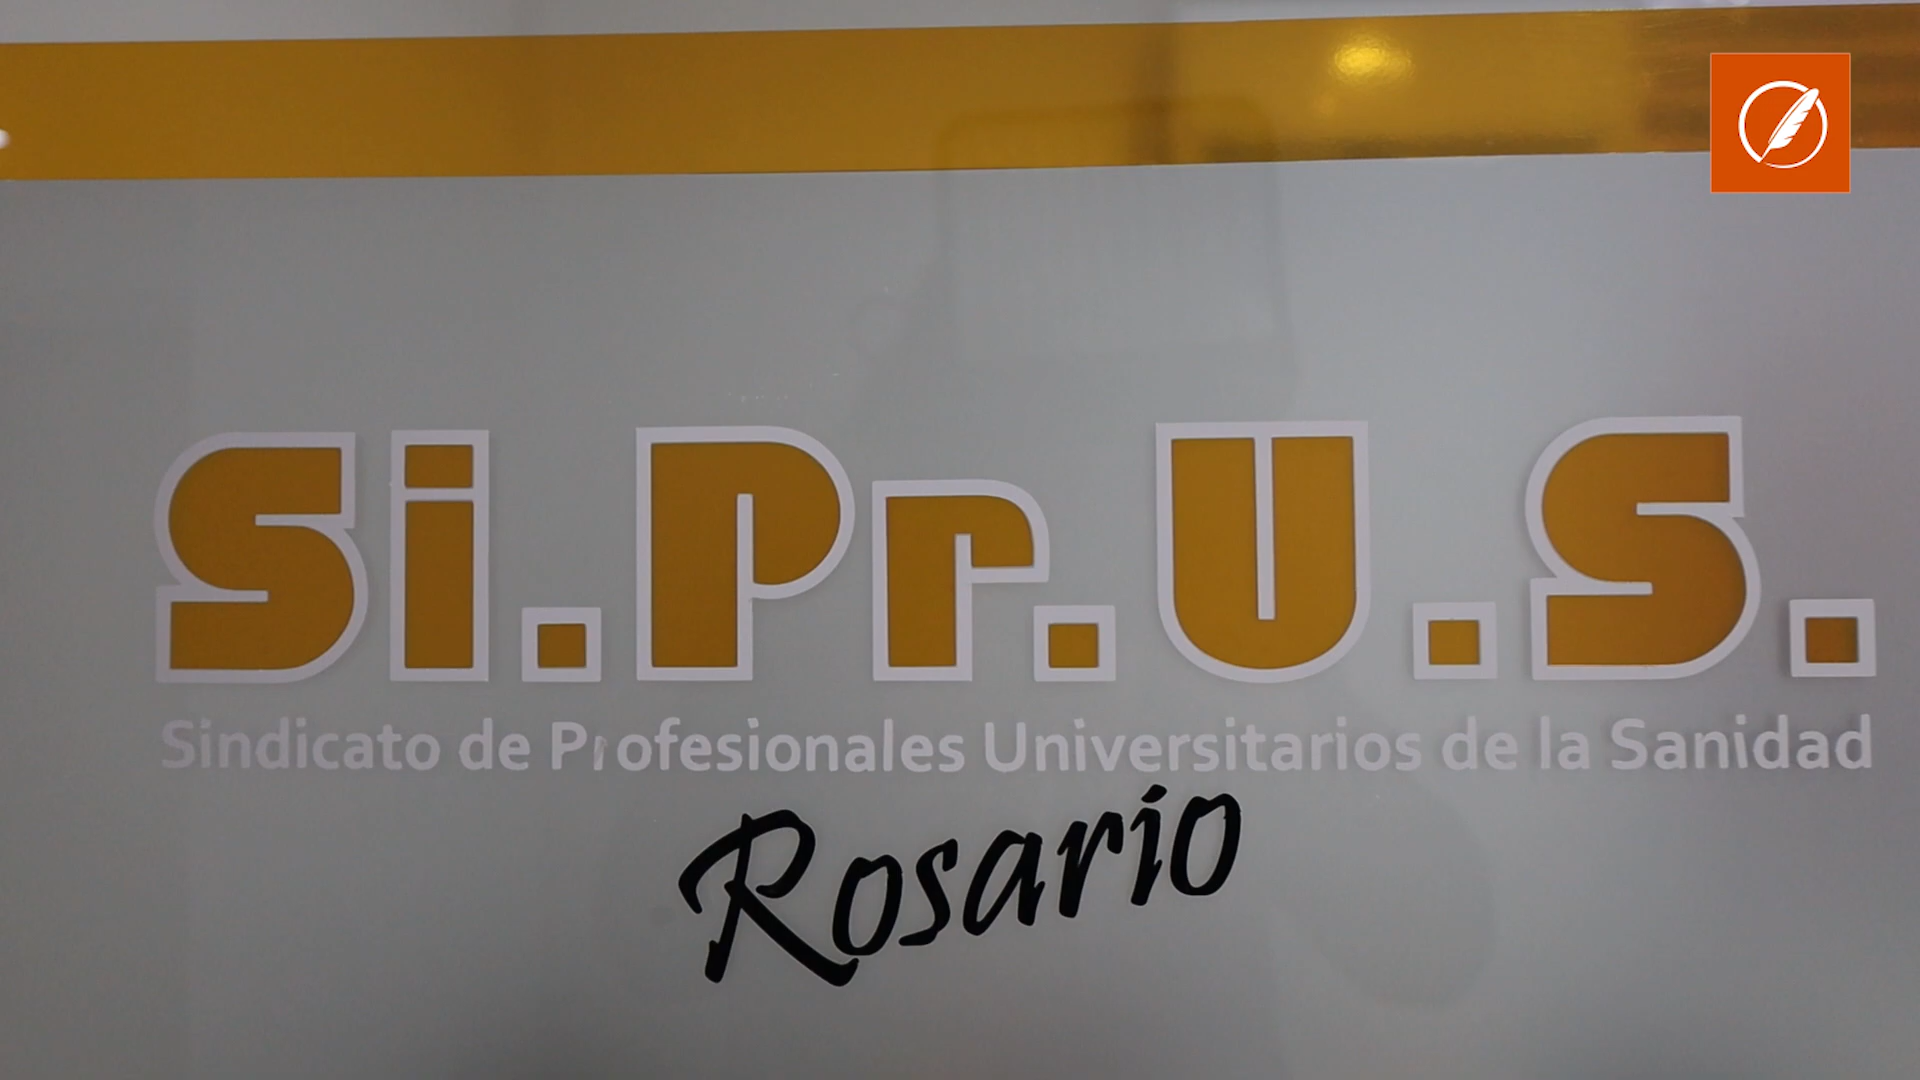 Si.Pr.U.S.
Sindicato de Profesionales Universitarios de la Sanidad
Rosario